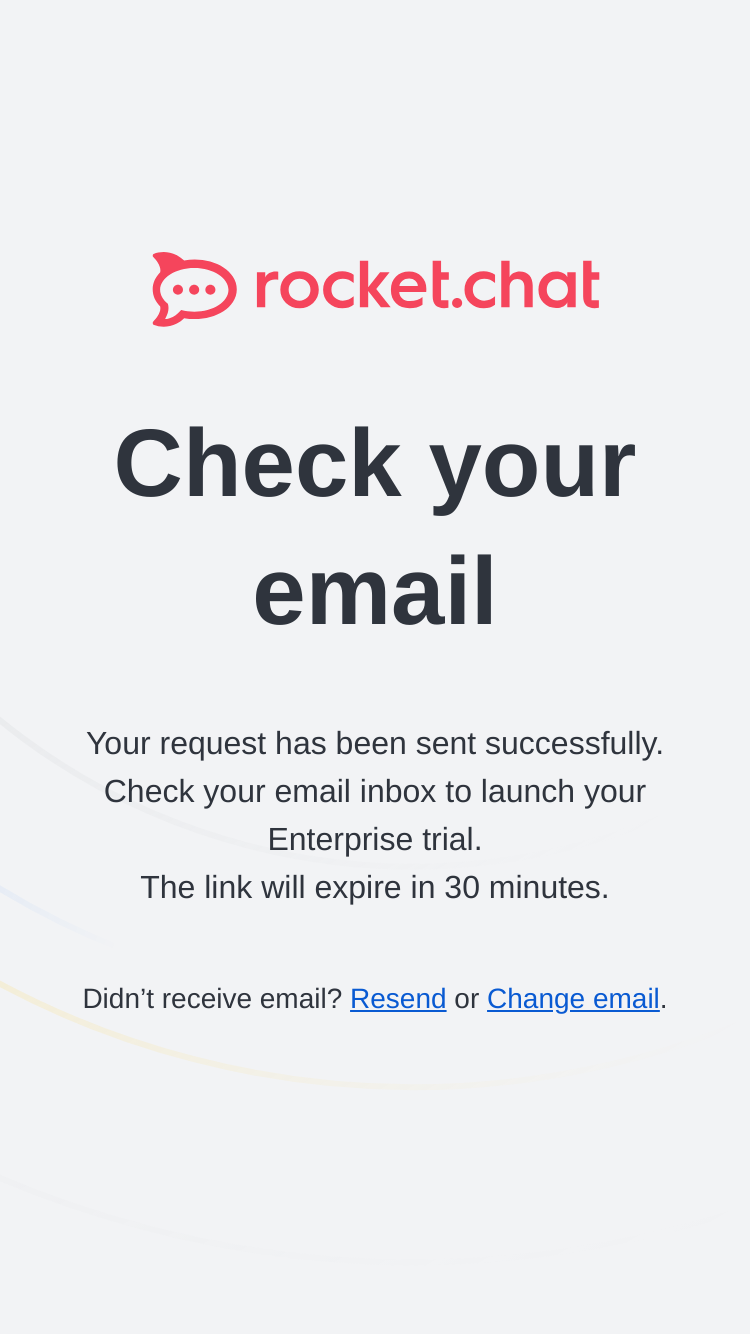 rocket.chat
Check your
email
Your request has been sent successfully.
Check your email inbox to launch your
Enterprise trial.
The link will expire in 30 minutes.
Didn’t receive email? Resend or Change email.